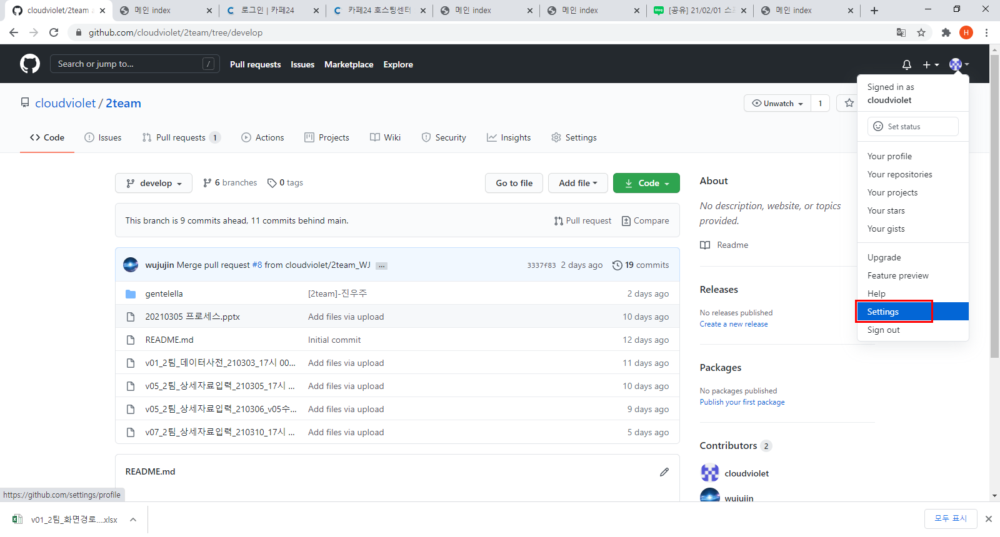 cloudviolet/2team a
메인 index
로그인 | 카페24
카페24 호스팅센터
메인 index
메인 index
[공유] 21/02/01 스프
메인 index
github.com/cloudviolet/2team/tree/develop
H
Search or jump to...
/
Pull requests
Issues
Marketplace
Explore
Signed in as
cloudviolet
Set status
Your profile
Your repositories
Your projects
Your stars
Your gists
Upgrade
Feature preview
Help
Settings
Sign out
cloudviolet / 2team
Unwatch
1
Code
Issues
Pull requests 1
Actions
Projects
Wiki
Security
Insights
Settings
develop
6 branches
0 tags
Go to file
Add file
Code
This branch is 9 commits ahead, 11 commits behind main.
Pull request
Compare
wujujin Merge pull request #8 from cloudviolet/2team_WJ ...
3337f83 2 days ago
19 commits
gentelella [2team]-진우주 2 days ago
20210305 프로세스.pptx Add files via upload 10 days ago
README.md Initial commit 12 days ago
v01_2팀_데이터사전_210303_17시 00... Add files via upload 11 days ago
v05_2팀_상세자료입력_210305_17시 ... Add files via upload 10 days ago
v05_2팀_상세자료입력_210306_v05수... Add files via upload 9 days ago
v07_2팀_상세자료입력_210310_17시 ... Add files via upload 5 days ago
README.md
About
No description, website, or topics
provided.
Readme
Releases
No releases published
Create a new release
Packages
No packages published
Publish your first package
Contributors 2
cloudviolet
wujujin
https://github.com/settings/profile
v01_2팀_화면경로....xlsx
모두 표시